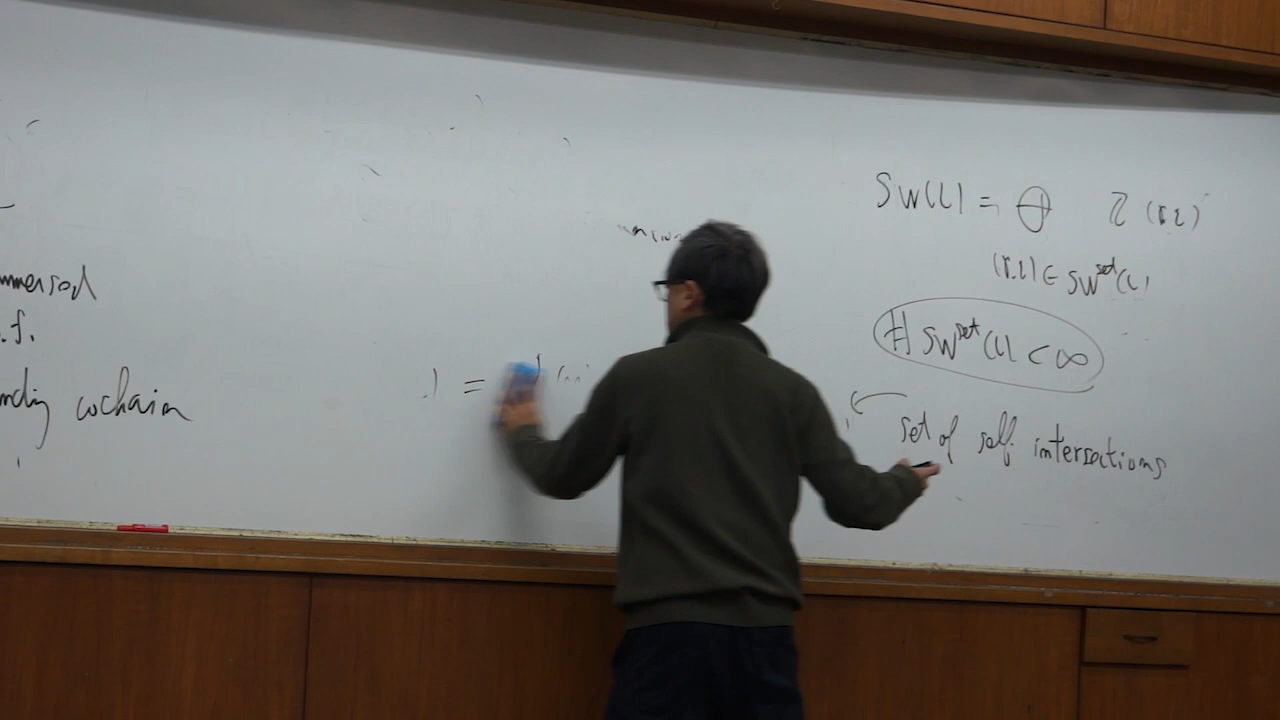 mmersed
.f.
nding cochain
) =
SW(L) = ⊕ ℤ (γ, ε)
(γ, ε) ∈ SW^set(L)
# SW^set(L) < ∞
set of self intersections